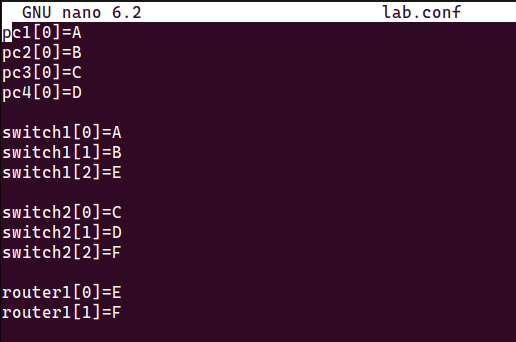 GNU nano 6.2 lab.conf
pc1[0]=A
pc2[0]=B
pc3[0]=C
pc4[0]=D
switch1[0]=A
switch1[1]=B
switch1[2]=E
switch2[0]=C
switch2[1]=D
switch2[2]=F
router1[0]=E
router1[1]=F